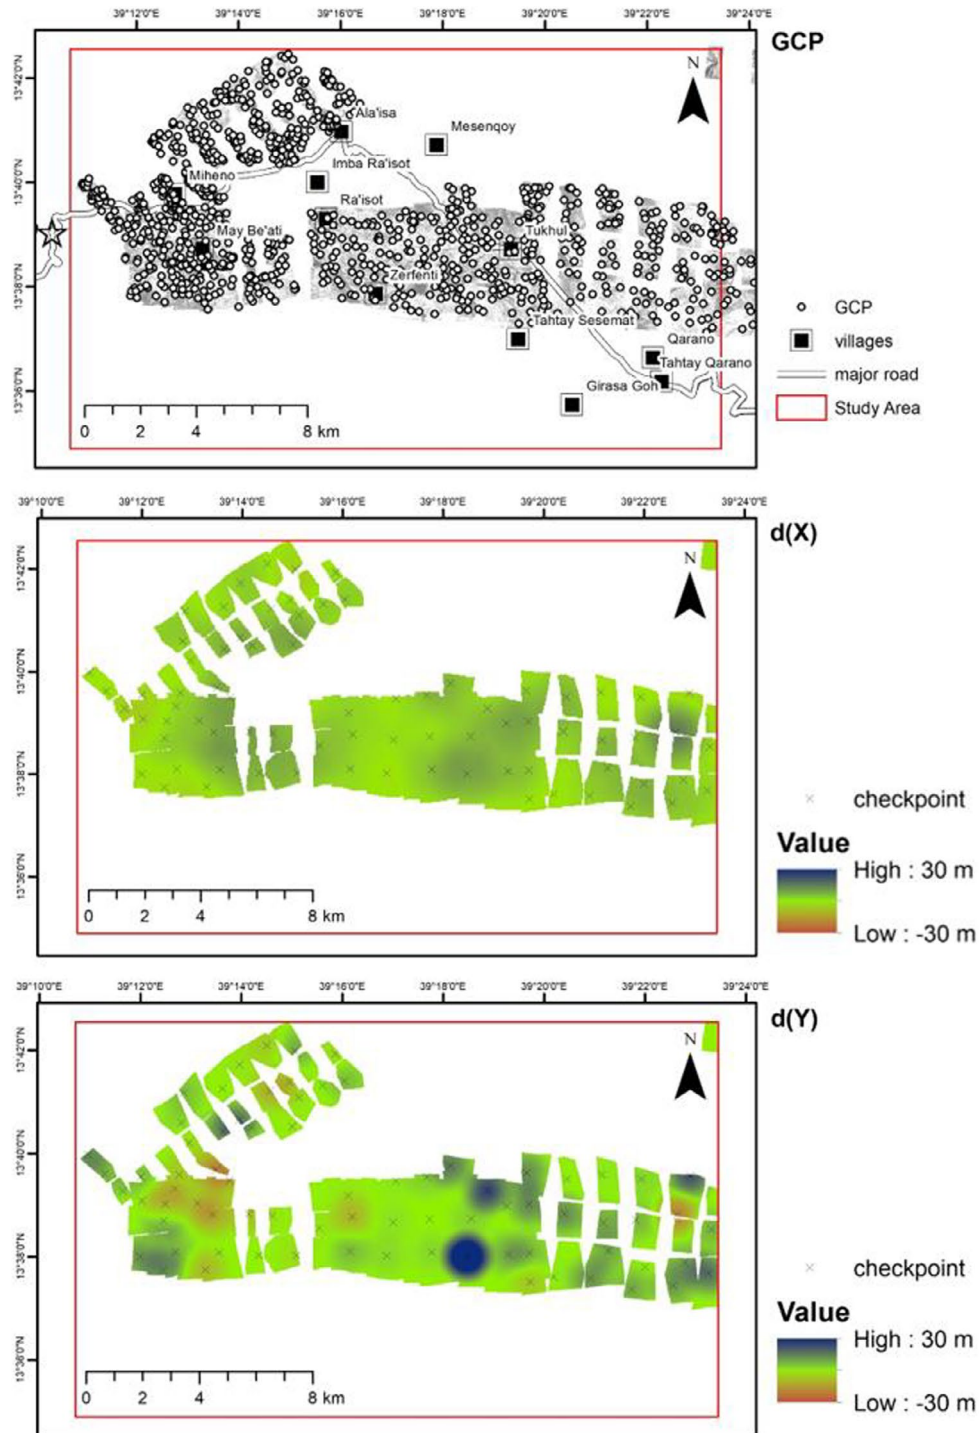 39°12'0"E 39°14'0"E 39°16'0"E 39°18'0"E 39°20'0"E 39°22'0"E 39°24'0"E
GCP
13°42'0"N
N
Ala'isa
Mesenqoy
Imba Ra'isot
13°40'0"N
Miheno
Ra'isot
May Be'ati
Tukhul
Zerfenti
13°38'0"N
GCP
Tahtay Sesemat
villages
Qarano
Tahtay Qarano
major road
Girasa Goh
13°36'0"N
Study Area
0 2 4 8 km
39°10'0"E 39°12'0"E 39°14'0"E 39°16'0"E 39°18'0"E 39°20'0"E 39°22'0"E 39°24'0"E
d(X)
13°42'0"N
N
13°40'0"N
13°38'0"N
checkpoint
Value
High : 30 m
13°36'0"N
Low : -30 m
0 2 4 8 km
39°10'0"E 39°12'0"E 39°14'0"E 39°16'0"E 39°18'0"E 39°20'0"E 39°22'0"E 39°24'0"E
d(Y)
13°42'0"N
N
13°40'0"N
13°38'0"N
checkpoint
Value
High : 30 m
13°36'0"N
Low : -30 m
0 2 4 8 km